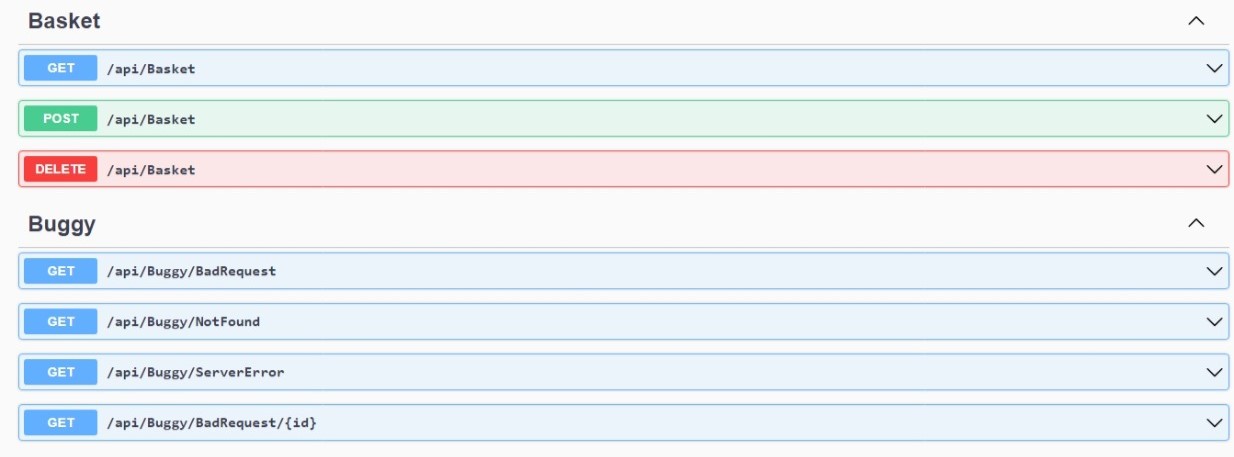 Basket
GET /api/Basket
POST /api/Basket
DELETE /api/Basket
Buggy
GET /api/Buggy/BadRequest
GET /api/Buggy/NotFound
GET /api/Buggy/ServerError
GET /api/Buggy/BadRequest/{id}